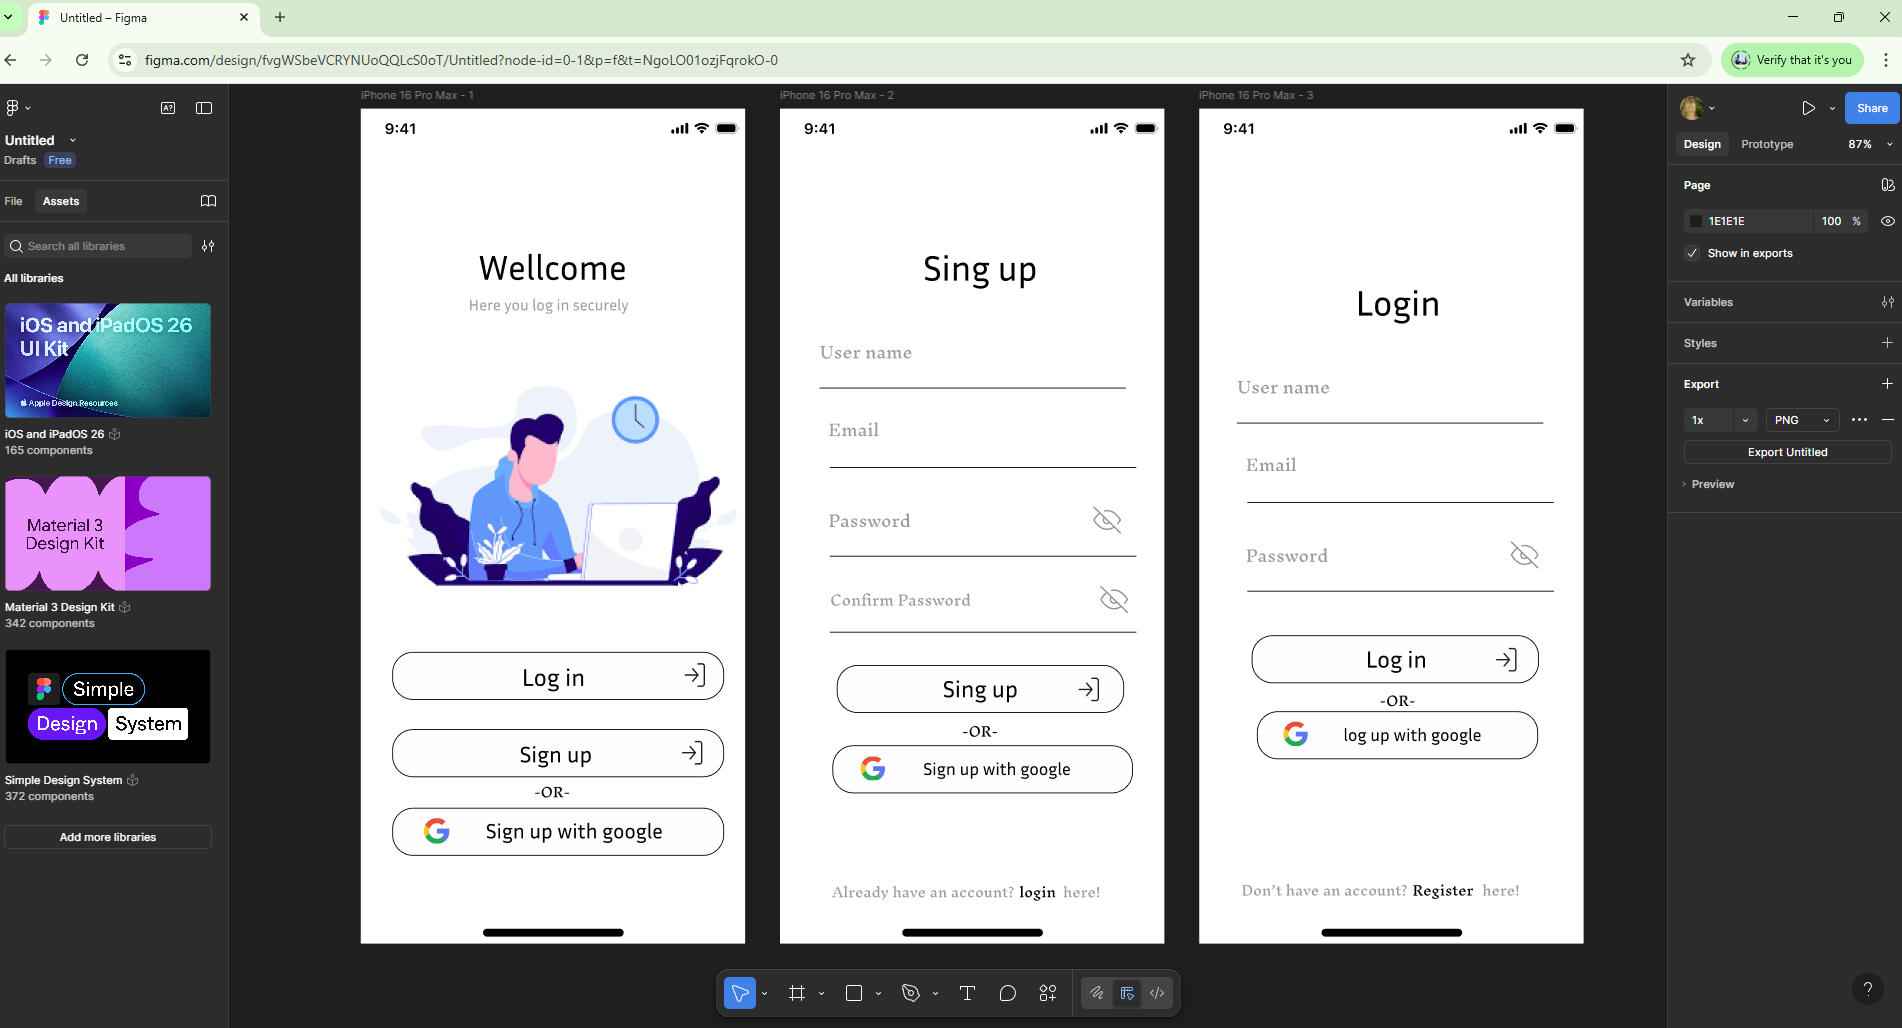 Untitled – Figma
figma.com/design/fvgWSbeVCRYNUoQQLcS0oT/Untitled?node-id=0-1&p=f&t=NgoLO01ozjFqrokO-0
Verify that it's you
Untitled
Drafts Free
File Assets
Search all libraries
All libraries
iOS and iPadOS 26
UI Kit
Apple Design Resources
iOS and iPadOS 26
165 components
Material 3
Design Kit
Material 3 Design Kit
342 components
Simple
Design System
Simple Design System
372 components
Add more libraries
iPhone 16 Pro Max - 1
9:41
Wellcome
Here you log in securely
Log in
Sign up
-OR-
Sign up with google
iPhone 16 Pro Max - 2
9:41
Sing up
User name
Email
Password
Confirm Password
Sing up
-OR-
Sign up with google
Already have an account? login here!
iPhone 16 Pro Max - 3
9:41
Login
User name
Email
Password
Log in
-OR-
log up with google
Don't have an account? Register here!
Share
Design Prototype 87%
Page
1E1E1E 100 %
Show in exports
Variables
Styles
Export
1x PNG
Export Untitled
Preview
A?
T
?